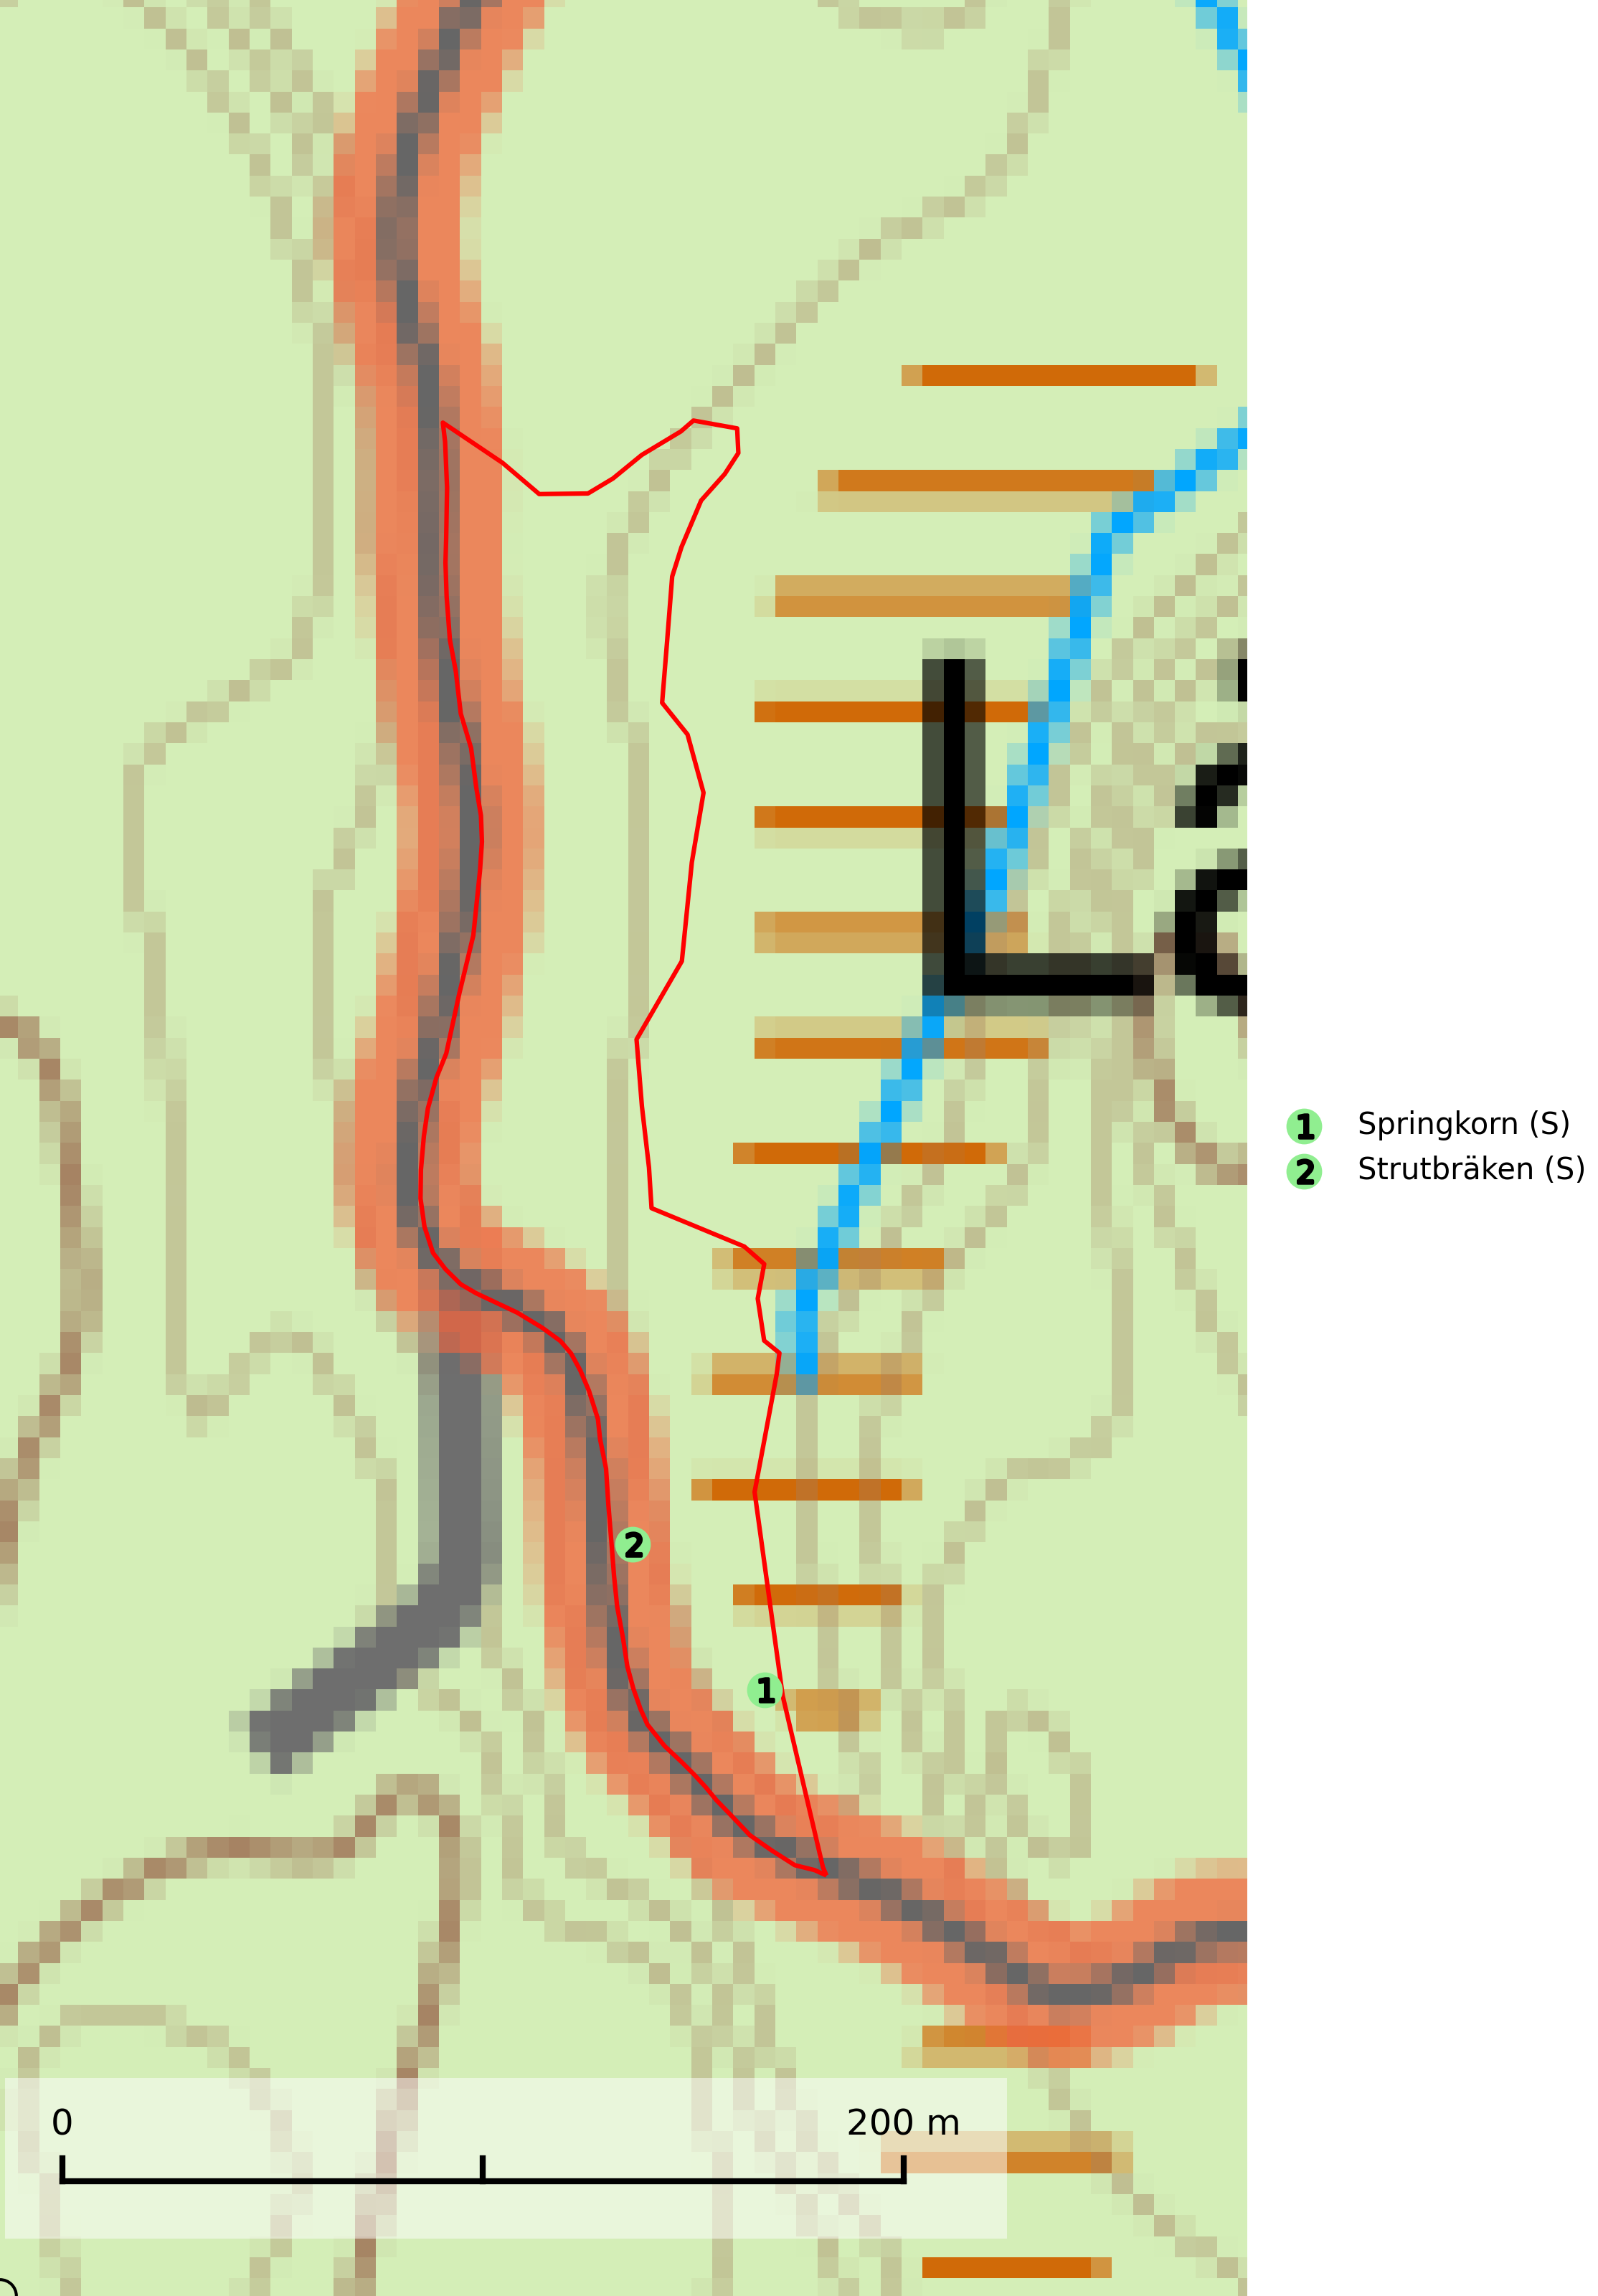 2
1
1 Springkorn (S)
2 Strutbräken (S)
0 200 m